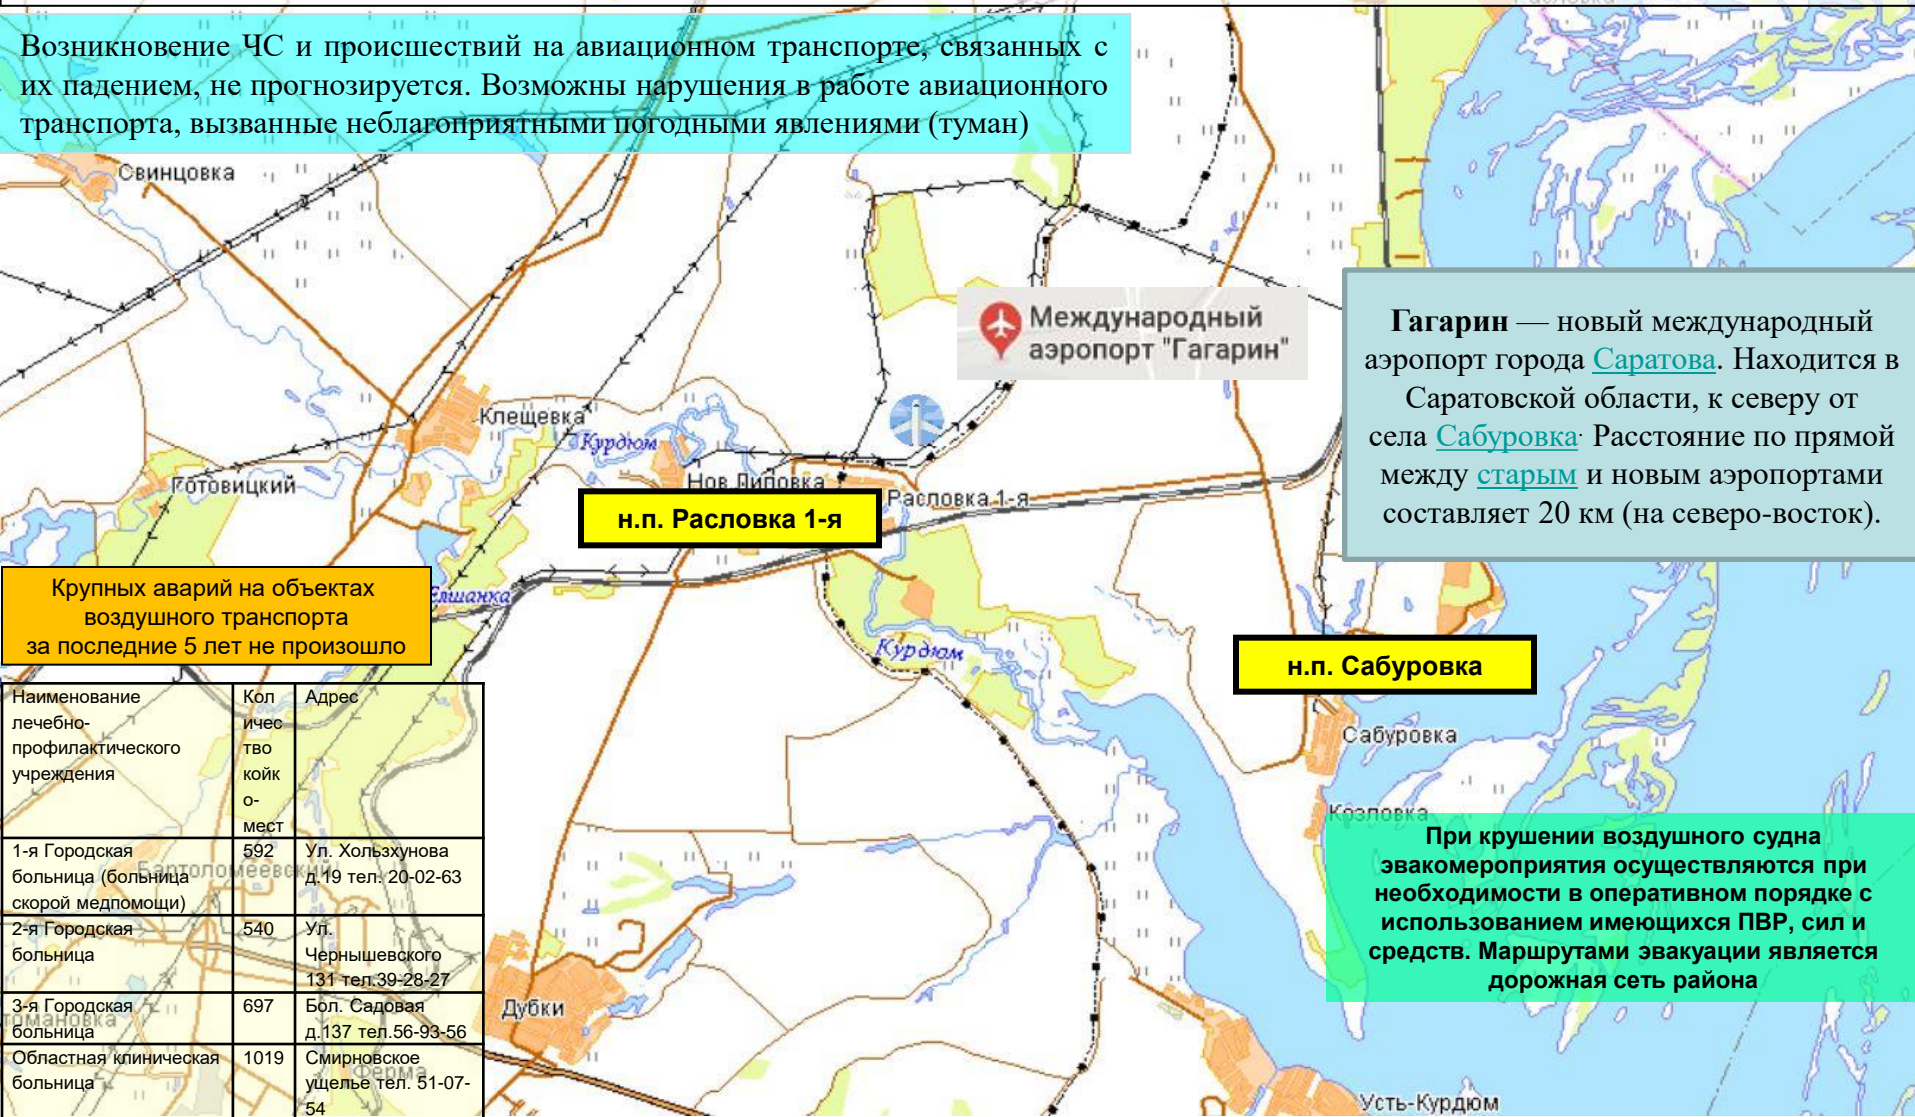 Возникновение ЧС и происшествий на авиационном транспорте, связанных с
их падением, не прогнозируется. Возможны нарушения в работе авиационного
транспорта, вызванные неблагоприятными погодными явлениями (туман)
Свинцовка
Международный
аэропорт "Гагарин"
Гагарин — новый международный
аэропорт города Саратова. Находится в
Саратовской области, к северу от
села Сабуровка. Расстояние по прямой
между старым и новым аэропортами
составляет 20 км (на северо-восток).
Клещевка
Курдюм
Готовицкий
Нов.Липовка
Расловка 1-я
н.п. Расловка 1-я
Крупных аварий на объектах
воздушного транспорта
за последние 5 лет не произошло
Елшанка
Курдюм
н.п. Сабуровка
Сабуровка
Козловка
Наименование
лечебно-
профилактического
учреждения
Кол
ичес
тво
койк
о-
мест
Адрес
1-я Городская
больница (больница
скорой медпомощи)
592
Ул. Хользхунова
д.19 тел. 20-02-63
2-я Городская
больница
540
Ул.
Чернышевского
131 тел.39-28-27
3-я Городская
больница
697
Бол. Садовая
д.137 тел.56-93-56
Областная клиническая
больница
1019
Смирновское
ущелье тел. 51-07-
54
Бартоломеевский
Ферма
При крушении воздушного судна
эвакомероприятия осуществляются при
необходимости в оперативном порядке с
использованием имеющихся ПВР, сил и
средств. Маршрутами эвакуации является
дорожная сеть района
Дубки
Усть-Курдюм